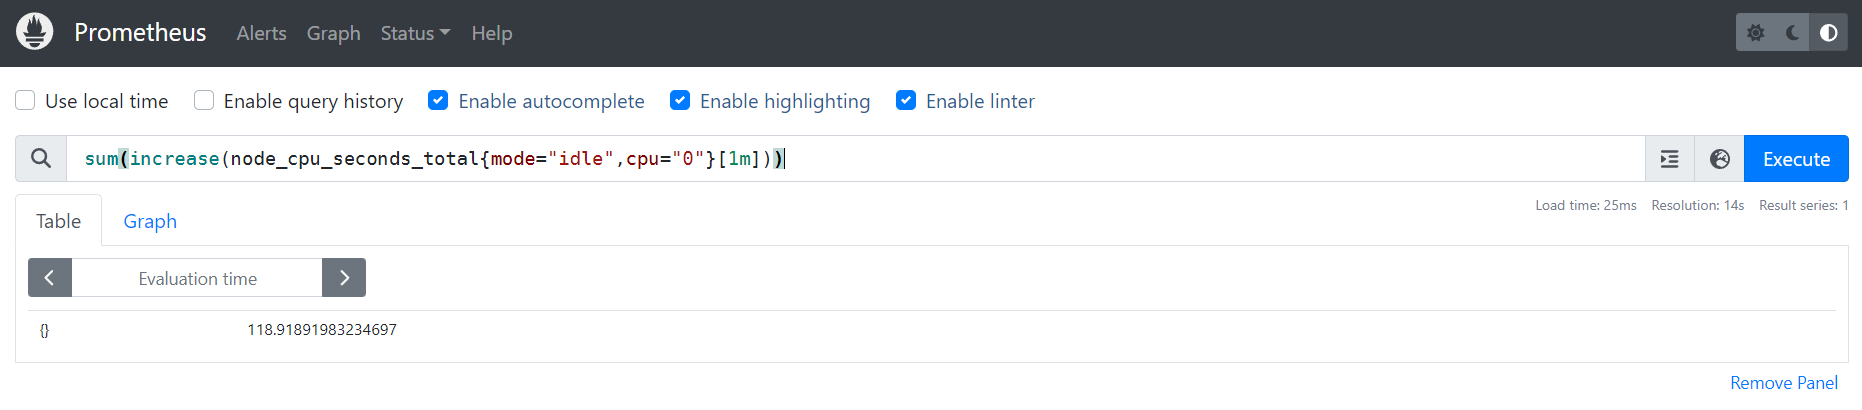 Prometheus Alerts Graph Status Help
Use local time Enable query history Enable autocomplete Enable highlighting Enable linter
sum(increase(node_cpu_seconds_total{mode="idle",cpu="0"}[1m])) Execute
Load time: 25ms Resolution: 14s Result series: 1
Table Graph
Evaluation time
{} 118.91891983234697
Remove Panel